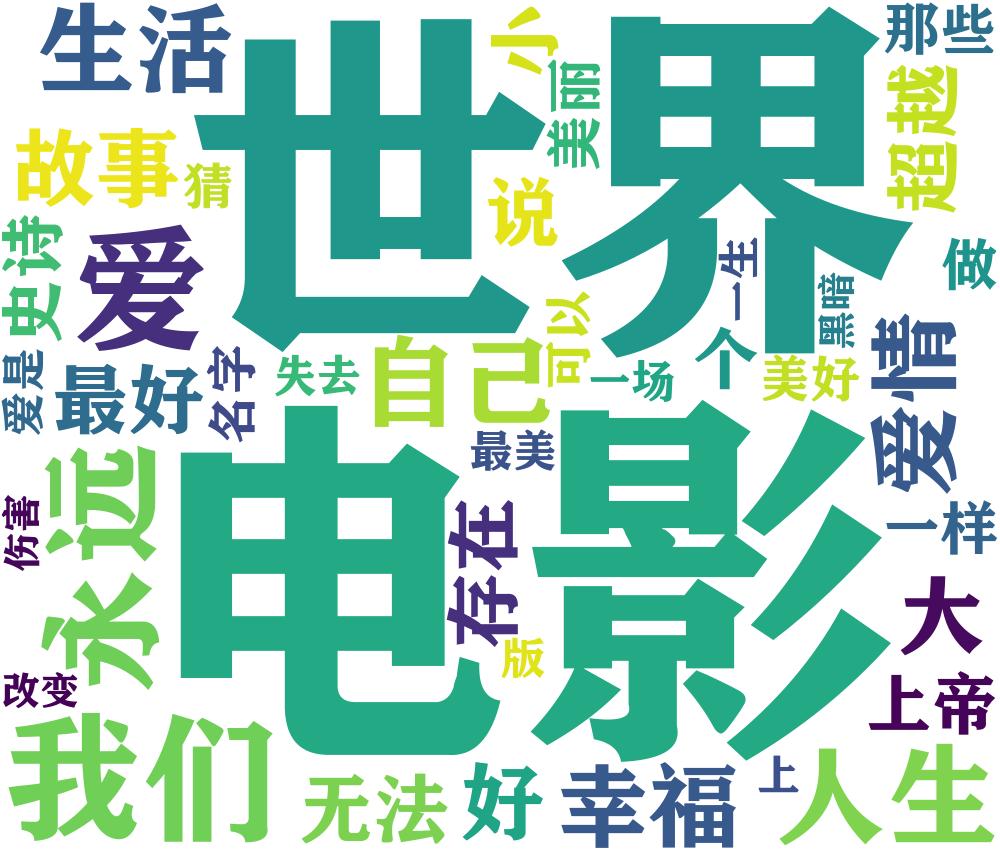 生活
世界
小
美丽
那些
超越
故事
猜
说
史诗
爱
一生
做
可以
黑暗
爱是
最好
名字
失去
自己
一场
个
美好
爱情
电影
最美
永远
伤害
存在
一样
大
版
改变
上帝
我们
无法
好
幸福
上
人生